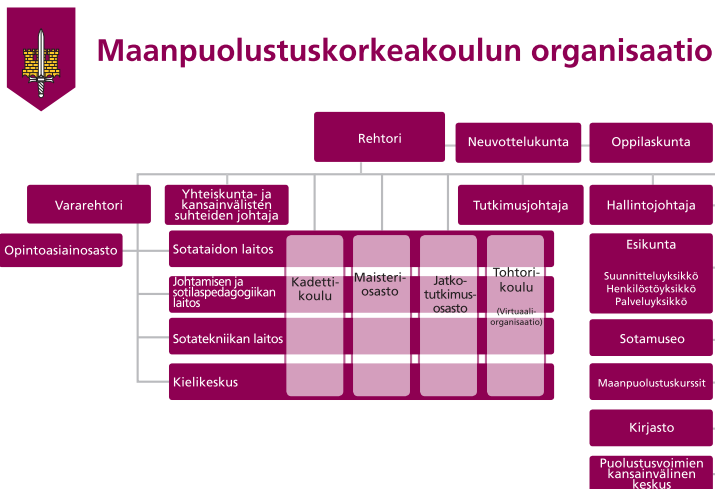 Maanpuolustuskorkeakoulun organisaatio
Rehtori
Neuvottelukunta
Oppilaskunta
Vararehtori
Yhteiskunta- ja
kansainvälisten
suhteiden johtaja
Tutkimusjohtaja
Hallintojohtaja
Opintoasiainosasto
Sotataidon laitos
Johtamisen ja
sotilaspedagogiikan
laitos
Sotatekniikan laitos
Kielikeskus
Kadetti-
koulu
Maisteri-
osasto
Jatko-
tutkimus-
osasto
Tohtori-
koulu
(Virtuaali-
organisaatio)
Esikunta
Suunnitteluyksikkö
Henkilöstöyksikkö
Palveluyksikkö
Sotamuseo
Maanpuolustuskurssit
Kirjasto
Puolustusvoimien
kansainvälinen
keskus